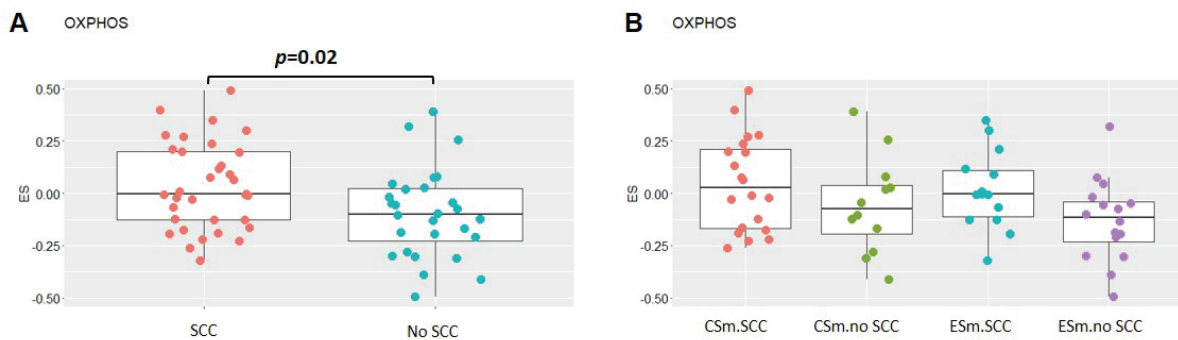 A OXPHOS
p=0.02
ES
0.50
0.25
0.00
-0.25
-0.50
SCC No SCC
B OXPHOS
ES
0.50
0.25
0.00
-0.25
-0.50
CSm.SCC CSm.no SCC ESm.SCC ESm.no SCC